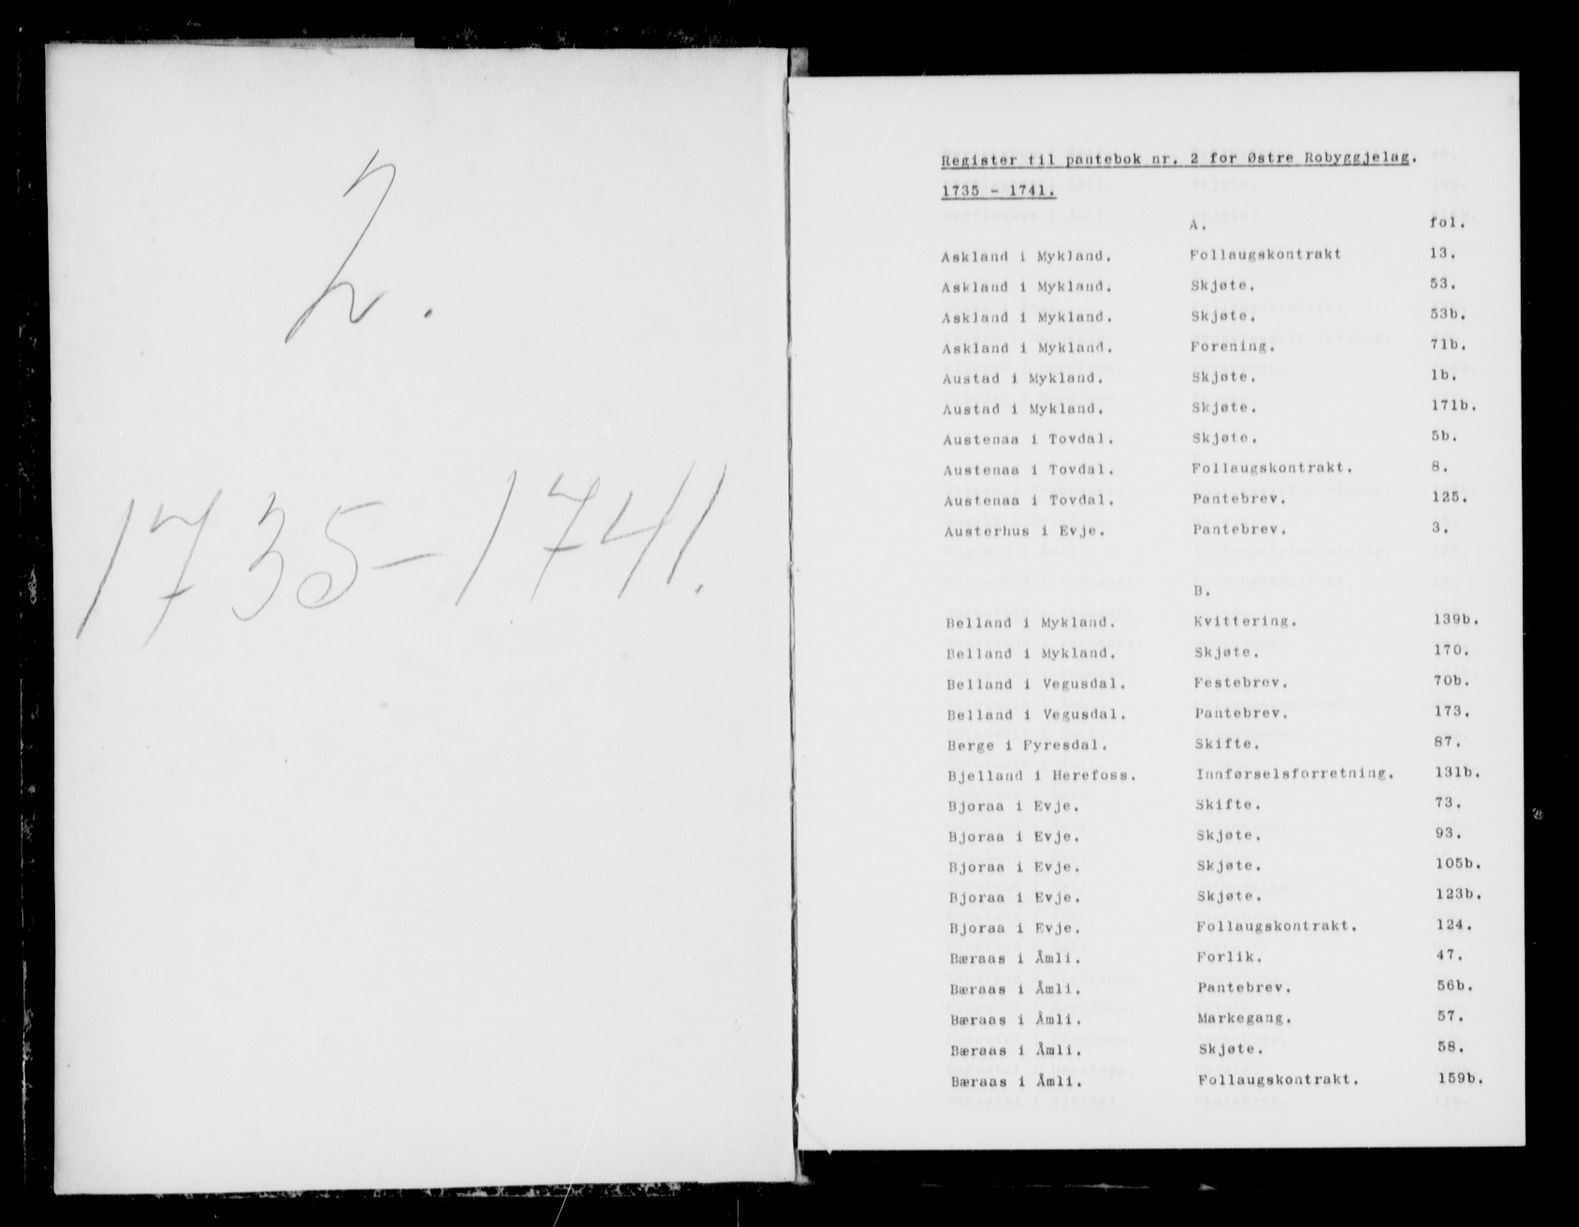 2.
1735-1741.
Register til pantebok nr. 2 for Østre Robyggjelag.
1735 - 1741.
A. fol.
Askland i Mykland. Follaugskontrakt 13.
Askland i Mykland. Skjøte. 53.
Askland i Mykland. Skjøte. 53b.
Askland i Mykland. Forening. 71b.
Austad i Mykland. Skjøte. 1b.
Austad i Mykland. Skjøte. 171b.
Austenaa i Tovdal. Skjøte. 5b.
Austenaa i Tovdal. Follaugskontrakt. 8.
Austenaa i Tovdal. Pantebrev. 125.
Austerhus i Evje. Pantebrev. 3.
B.
Belland i Mykland. Kvittering. 139b.
Belland i Mykland. Skjøte. 170.
Belland i Vegusdal. Festebrev. 70b.
Belland i Vegusdal. Pantebrev. 173.
Berge i Fyresdal. Skifte. 87.
Bjelland i Herefoss. Innførselsforretning. 131b.
Bjoraa i Evje. Skifte. 73.
Bjoraa i Evje. Skjøte. 93.
Bjoraa i Evje. Skjøte. 105b.
Bjoraa i Evje. Skjøte. 123b.
Bjoraa i Evje. Follaugskontrakt. 124.
Bæraas i Åmli. Forlik. 47.
Bæraas i Åmli. Pantebrev. 56b.
Bæraas i Åmli. Markegang. 57.
Bæraas i Åmli. Skjøte. 58.
Bæraas i Åmli. Follaugskontrakt. 159b.